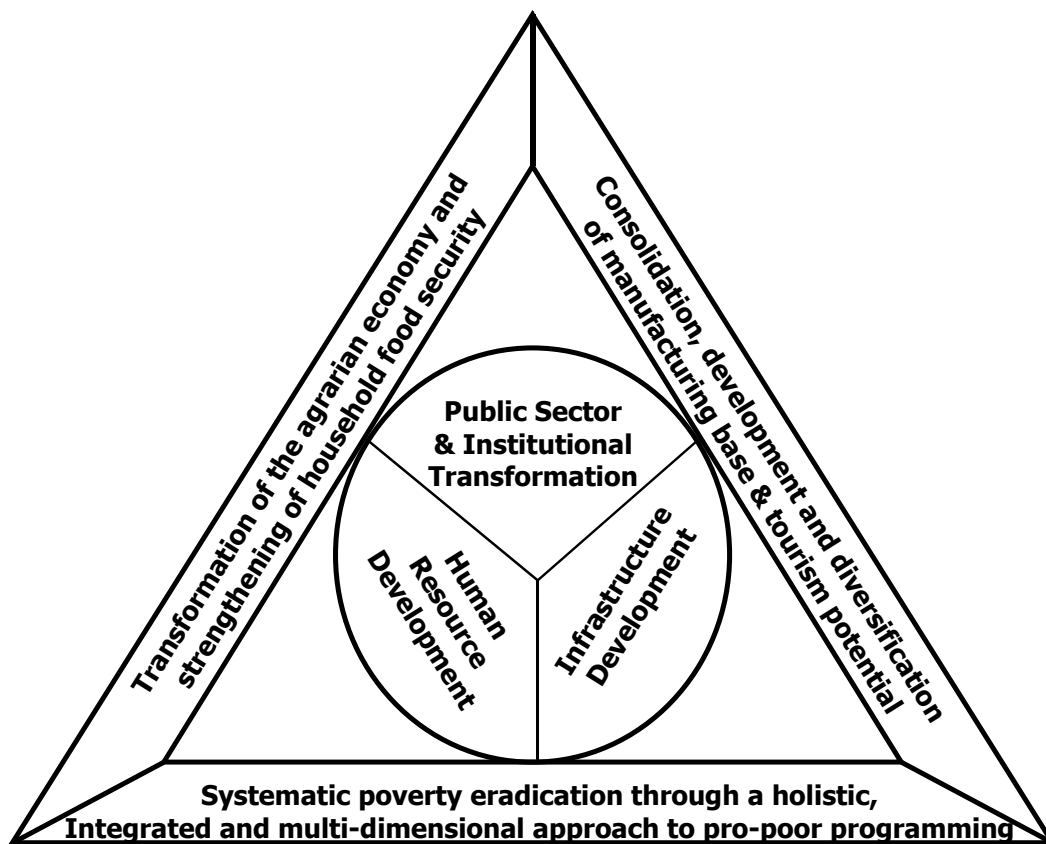 Transformation of the agrarian economy and
strengthening of household food security
Consolidation, development and diversification
of manufacturing base & tourism potential
Public Sector
& Institutional
Transformation
Human
Resource
Development
Infrastructure
Development
Systematic poverty eradication through a holistic,
Integrated and multi-dimensional approach to pro-poor programming